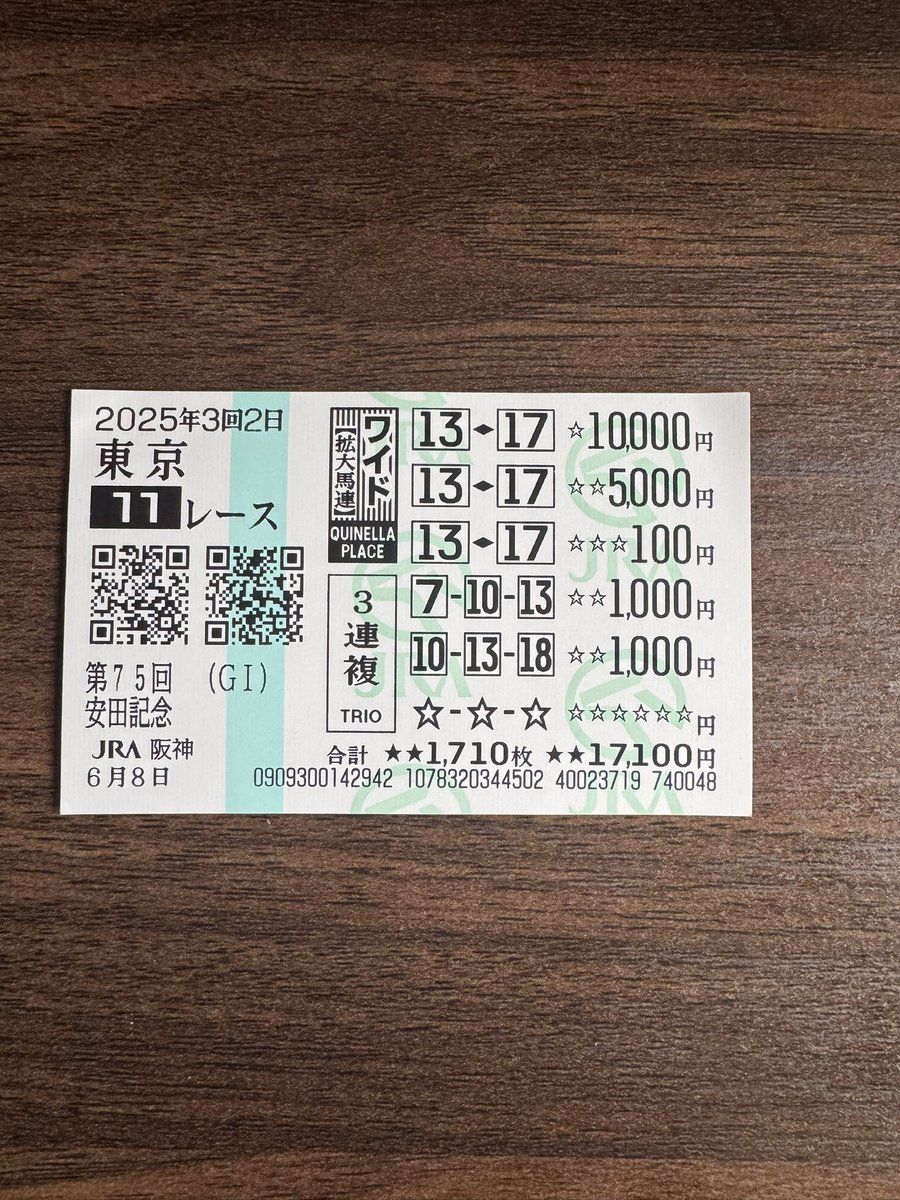 2025年3回2日
東京
11レース
第75回 (GI)
安田記念
JRA 阪神
6月8日
ワイド
【拡大馬連】
QUINELLA
PLACE
13 17 ☆10,000円
13 17 ☆☆5,000円
13 17 ☆☆☆100円
3連複
TRIO
7-10-13 ☆☆1,000円
10-13-18 ☆☆1,000円
☆-☆-☆ ☆☆☆☆☆☆円
合計 ★★1,710枚 ★★17,100円
0909300142942 1078320344502 40023719 740048
JRA
JRA
JRA